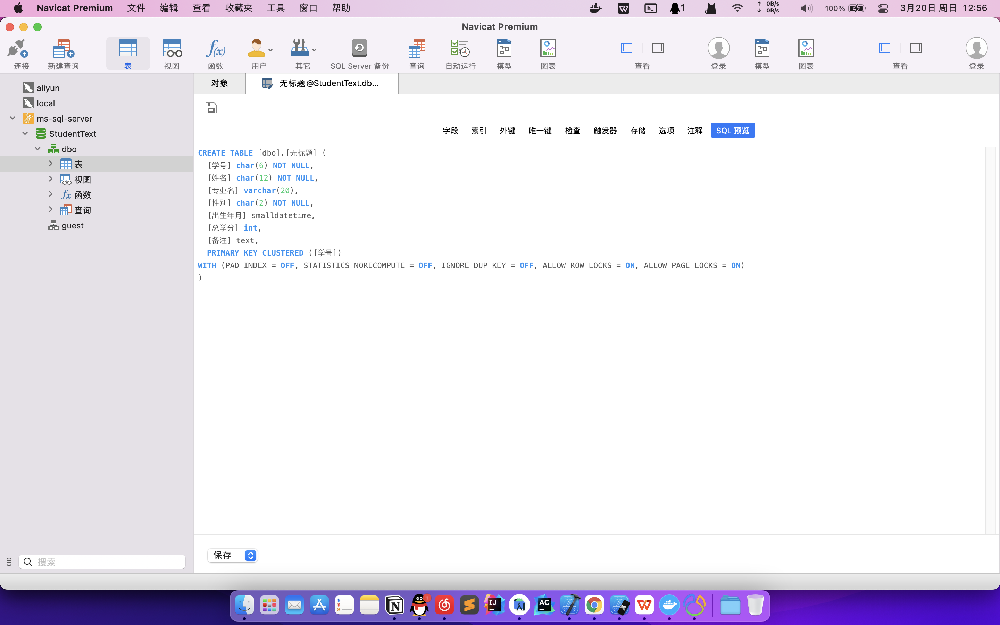 Navicat Premium 文件 编辑 查看 收藏夹 工具 窗口 帮助 h_ 1 0B/s 0B/s 100% 3月20日 周日 12:56
Navicat Premium
连接 新建查询 表 视图 函数 用户 其它 SQL Server 备份 查询 自动运行 模型 图表 查看 登录 模型 图表 查看 登录
对象 无标题@StudentText.db...
aliyun
local
ms-sql-server
StudentText
dbo
表
视图
函数
查询
guest
字段 索引 外键 唯一键 检查 触发器 存储 选项 注释 SQL 预览
CREATE TABLE [dbo].[无标题] (
[学号] char(6) NOT NULL,
[姓名] char(12) NOT NULL,
[专业名] varchar(20),
[性别] char(2) NOT NULL,
[出生年月] smalldatetime,
[总学分] int,
[备注] text,
PRIMARY KEY CLUSTERED ([学号])
WITH (PAD_INDEX = OFF, STATISTICS_NORECOMPUTE = OFF, IGNORE_DUP_KEY = OFF, ALLOW_ROW_LOCKS = ON, ALLOW_PAGE_LOCKS = ON)
)
保存
搜索
1
IJ
AC